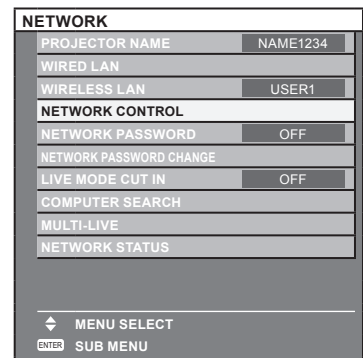 NETWORK
PROJECTOR NAME NAME1234
WIRED LAN
WIRELESS LAN USER1
NETWORK CONTROL
NETWORK PASSWORD OFF
NETWORK PASSWORD CHANGE
LIVE MODE CUT IN OFF
COMPUTER SEARCH
MULTI-LIVE
NETWORK STATUS
MENU SELECT
ENTER SUB MENU